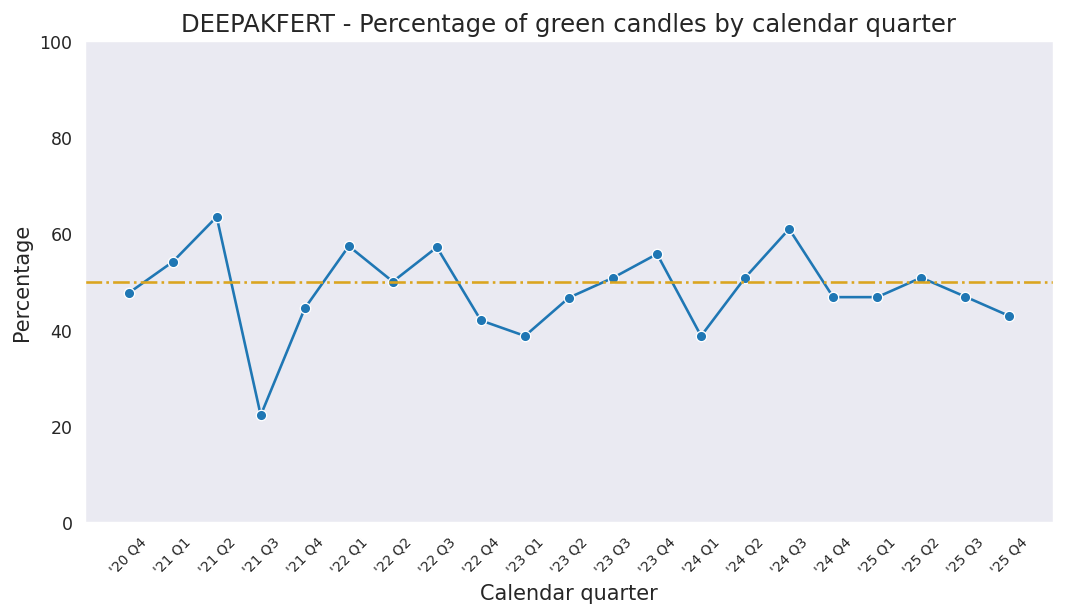 DEEPAKFERT - Percentage of green candles by calendar quarter
Percentage
100
80
60
40
20
0
'20 Q4
'21 Q1
'21 Q2
'21 Q3
'21 Q4
'22 Q1
'22 Q2
'22 Q3
'22 Q4
'23 Q1
'23 Q2
'23 Q3
'23 Q4
'24 Q1
'24 Q2
'24 Q3
'24 Q4
'25 Q1
'25 Q2
'25 Q3
'25 Q4
Calendar quarter